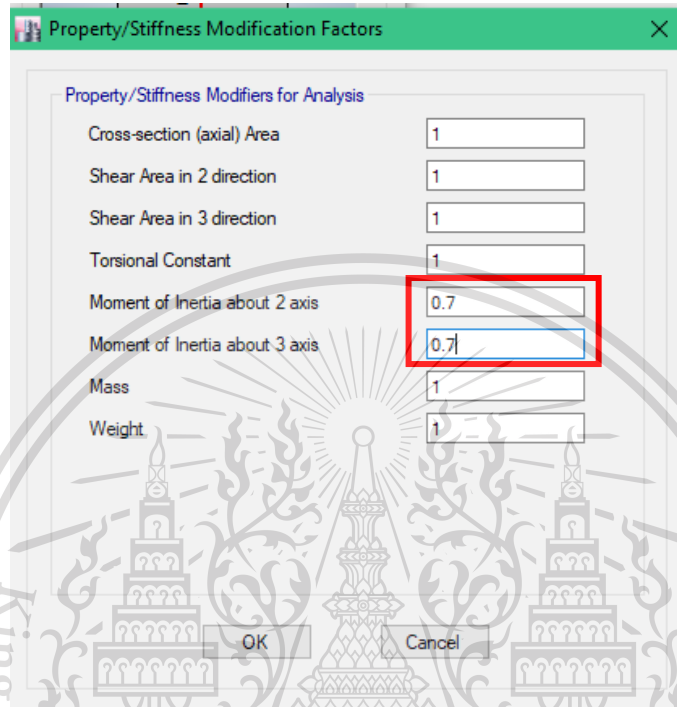 Property/Stiffness Modification Factors
Property/Stiffness Modifiers for Analysis
Cross-section (axial) Area 1
Shear Area in 2 direction 1
Shear Area in 3 direction 1
Torsional Constant 1
Moment of Inertia about 2 axis 0.7
Moment of Inertia about 3 axis 0.7
Mass 1
Weight 1
OK Cancel